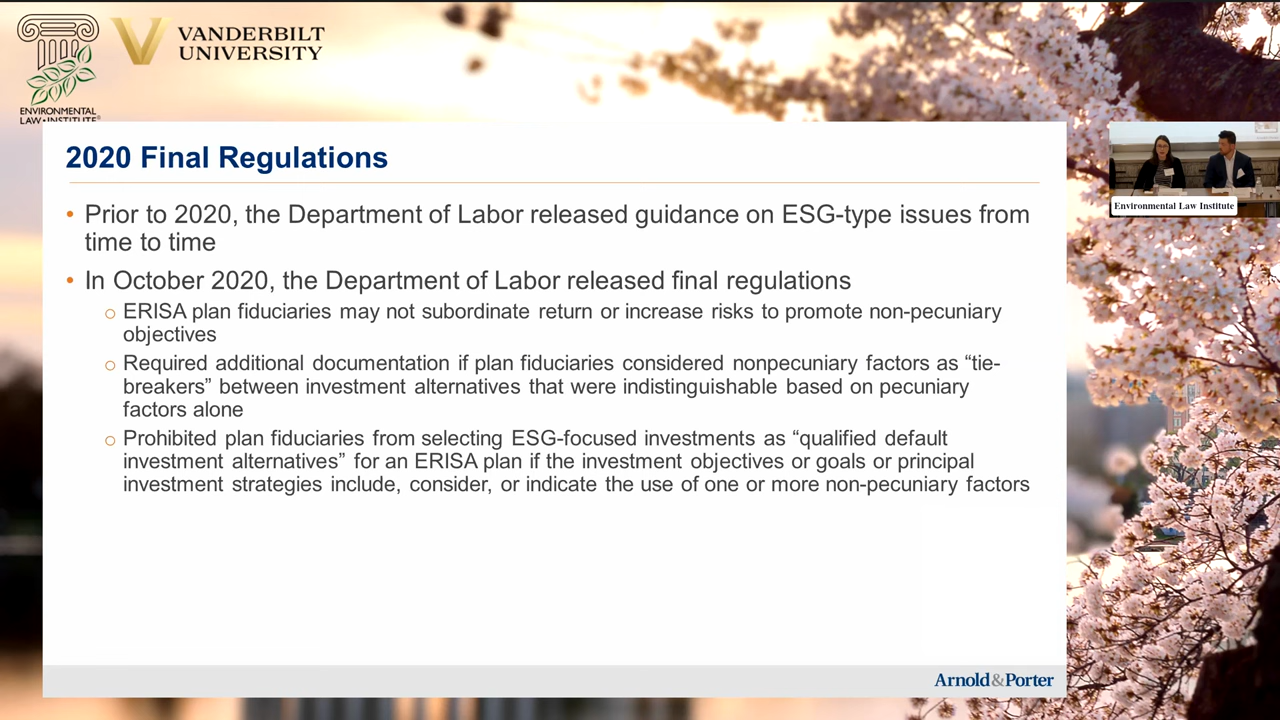 VANDERBILT
UNIVERSITY
ENVIRONMENTAL
LAW•INSTITUTE®
2020 Final Regulations
• Prior to 2020, the Department of Labor released guidance on ESG-type issues from
time to time
• In October 2020, the Department of Labor released final regulations
o ERISA plan fiduciaries may not subordinate return or increase risks to promote non-pecuniary
objectives
o Required additional documentation if plan fiduciaries considered nonpecuniary factors as “tie-
breakers” between investment alternatives that were indistinguishable based on pecuniary
factors alone
o Prohibited plan fiduciaries from selecting ESG-focused investments as “qualified default
investment alternatives” for an ERISA plan if the investment objectives or goals or principal
investment strategies include, consider, or indicate the use of one or more non-pecuniary factors
Environmental Law Institute
Arnold&Porter